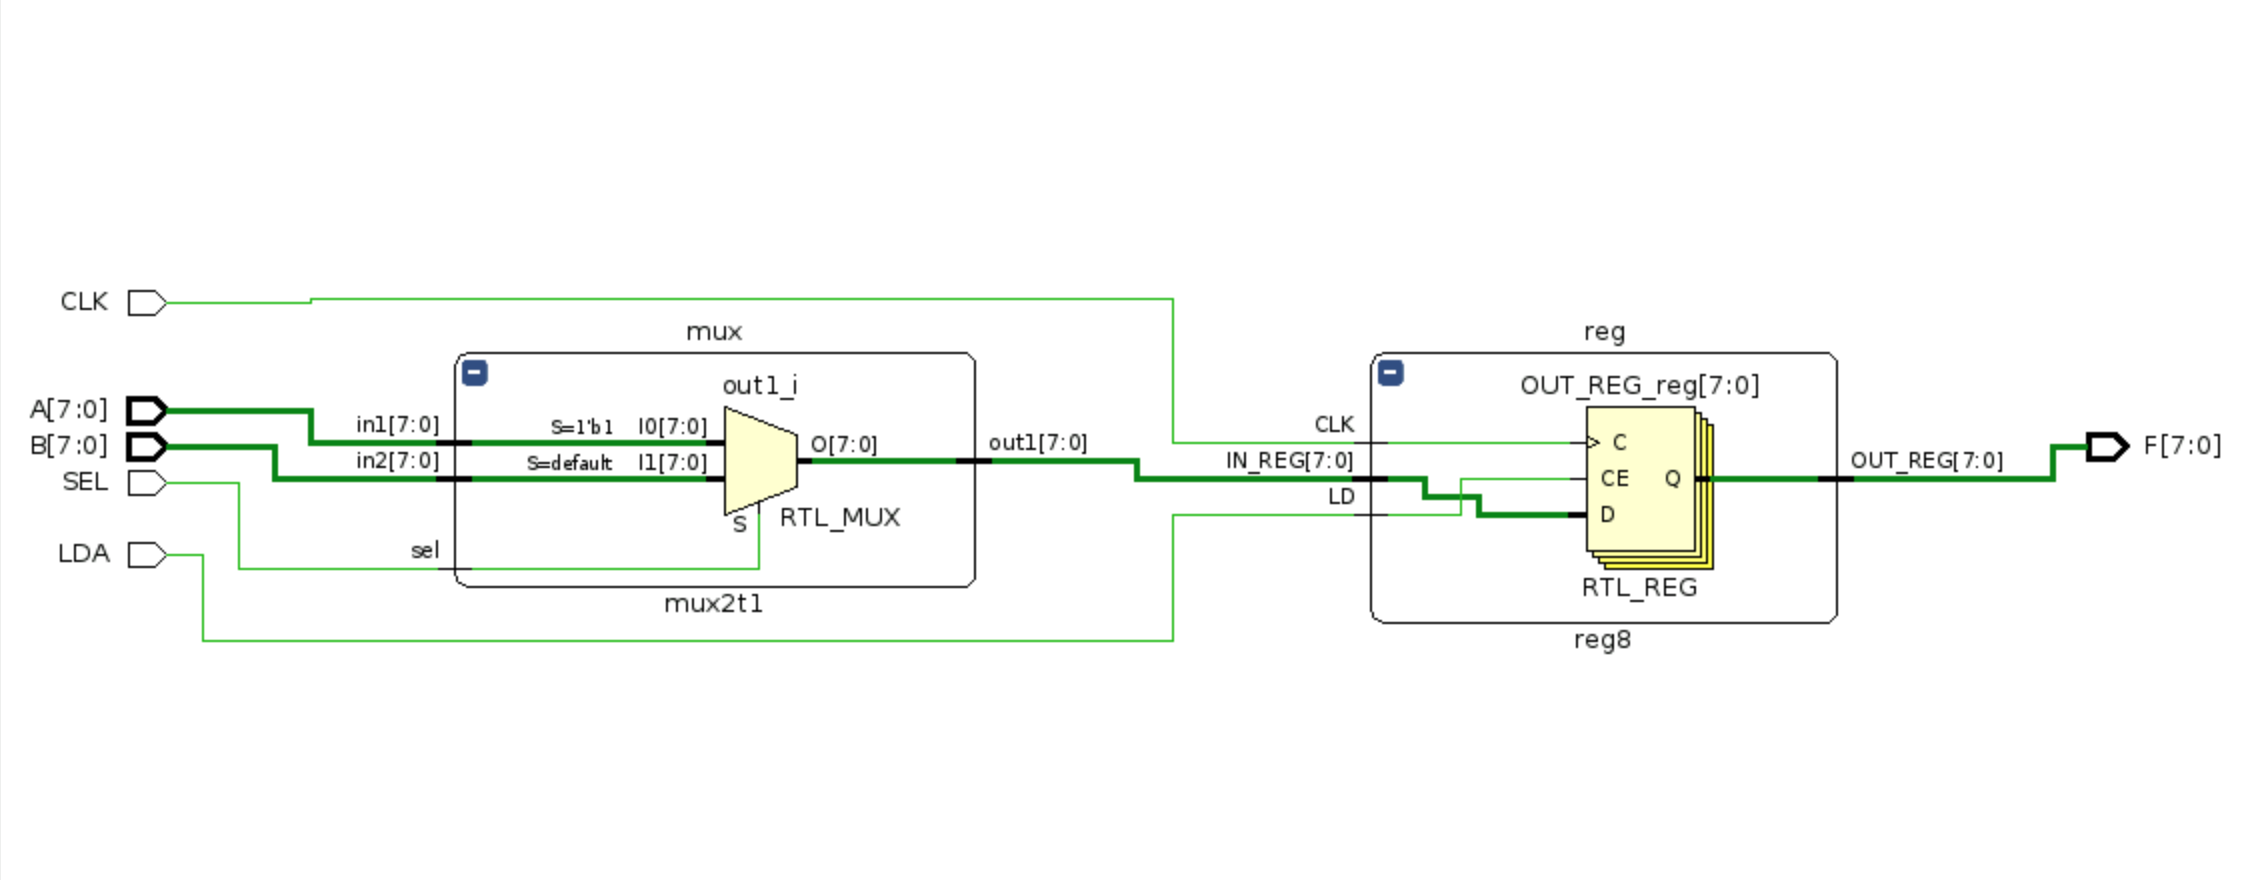 CLK
mux
reg
out1_i
OUT_REG_reg[7:0]
A[7:0]
in1[7:0]
S=1'b1
I0[7:0]
O[7:0]
out1[7:0]
CLK
C
B[7:0]
in2[7:0]
S=default
I1[7:0]
IN_REG[7:0]
CE
Q
OUT_REG[7:0]
F[7:0]
SEL
LD
D
S
RTL_MUX
LDA
sel
RTL_REG
mux2t1
reg8